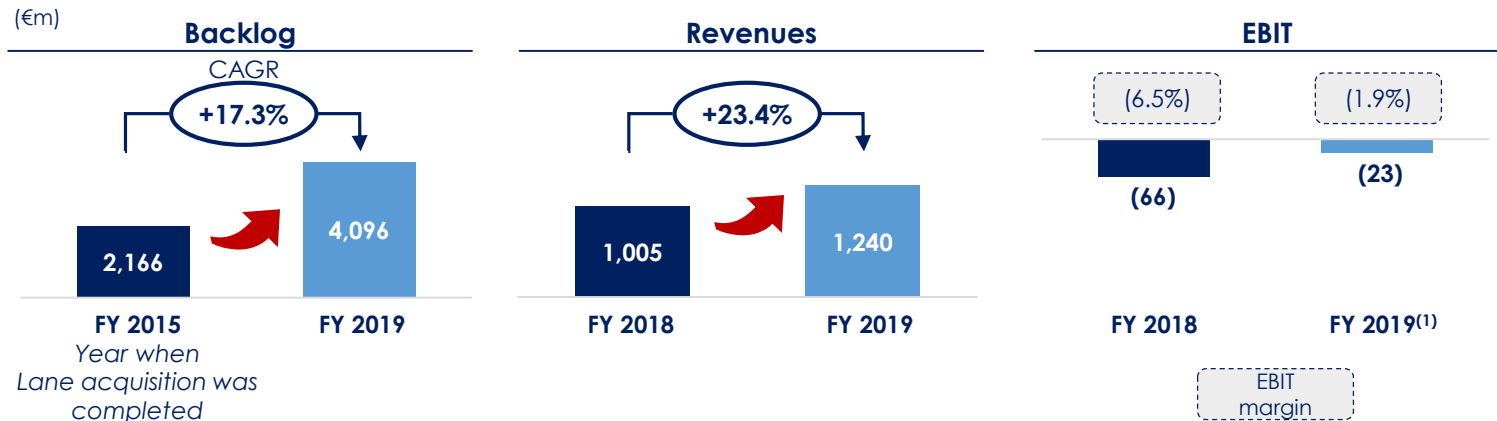 (€m)
Backlog
CAGR
+17.3%
2,166
4,096
FY 2015
FY 2019
Year when
Lane acquisition was
completed
Revenues
+23.4%
1,005
1,240
FY 2018
FY 2019
EBIT
(6.5%)
(1.9%)
(66)
(23)
FY 2018
FY 2019(1)
EBIT
margin